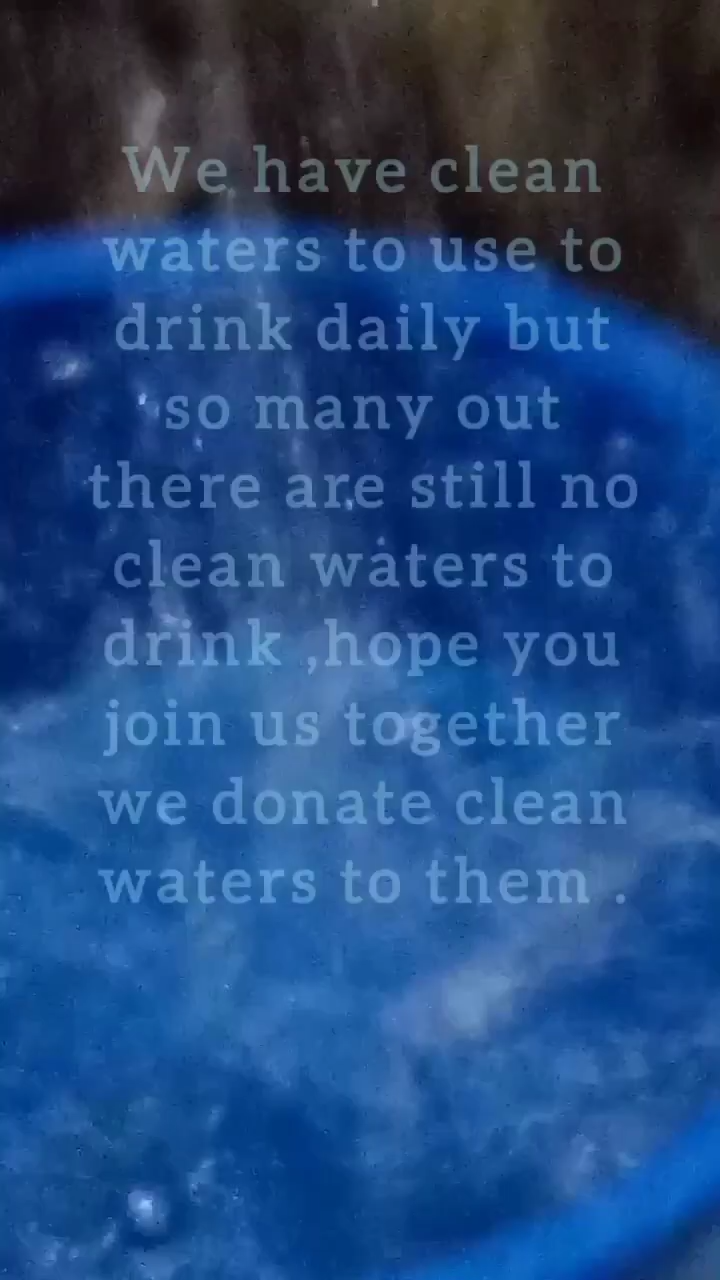 We have clean
waters to use to
drink daily but
so many out
there are still no
clean waters to
drink ,hope you
join us together
we donate clean
waters to them .